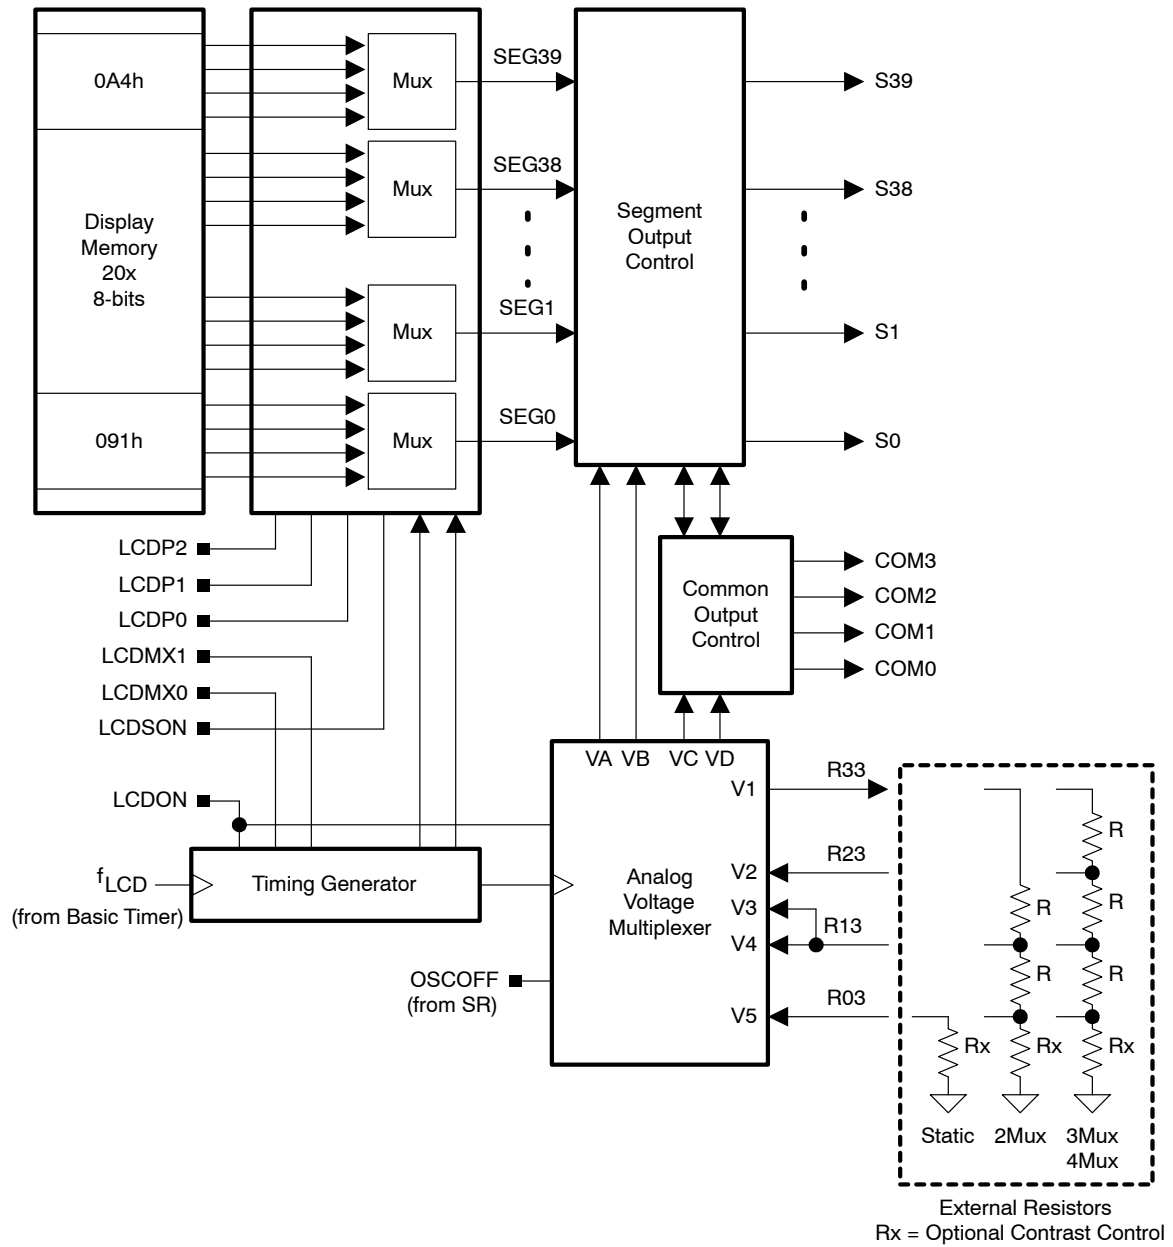 0A4h
Display
Memory
20x
8-bits
091h
Mux
Mux
Mux
Mux
SEG39
SEG38
SEG1
SEG0
Segment
Output
Control
S39
S38
S1
S0
LCDP2
LCDP1
LCDP0
LCDMX1
LCDMX0
LCDSON
LCDON
Common
Output
Control
COM3
COM2
COM1
COM0
fLCD
(from Basic Timer)
Timing Generator
OSCOFF
(from SR)
VA VB VC VD
V1
V2
V3
V4
V5
Analog
Voltage
Multiplexer
R33
R23
R13
R03
R
R
R
R
R
Rx
Rx
Rx
Static
2Mux
3Mux
4Mux
External Resistors
Rx = Optional Contrast Control